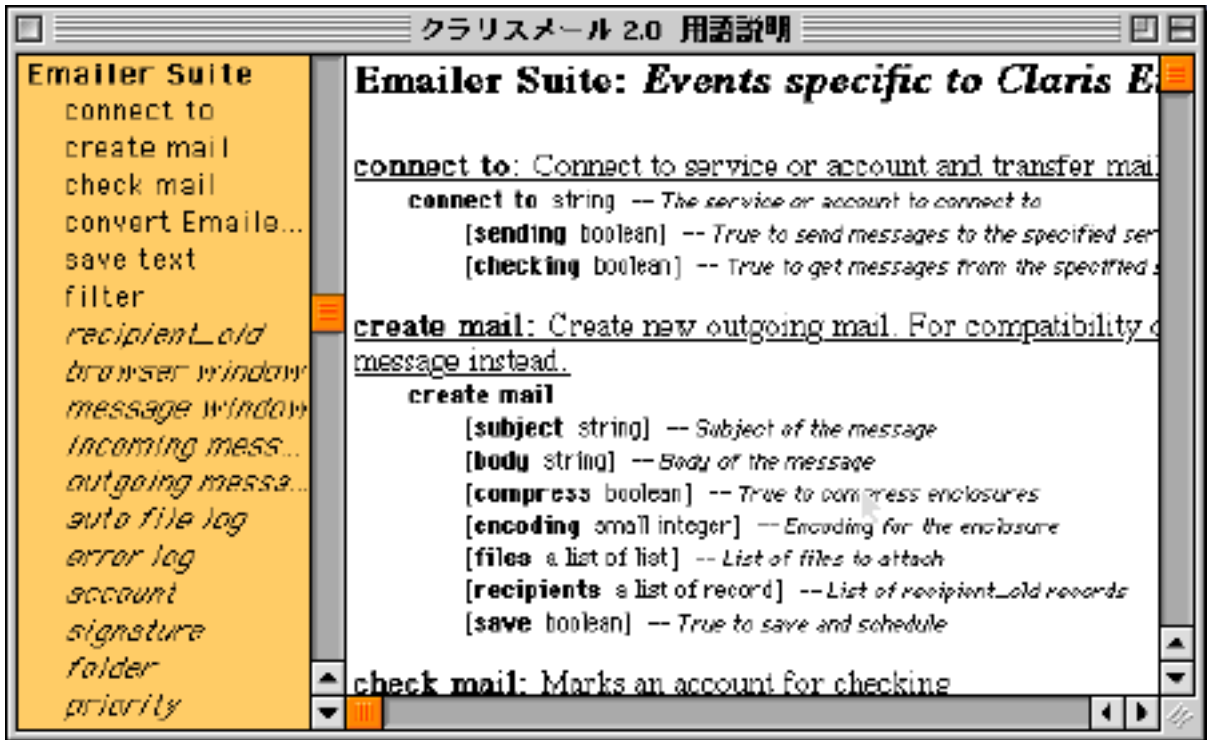 クラリスメール 2.0 用語説明
Emailer Suite
connect to
create mail
check mail
convert Emaile...
save text
filter
recipient_old
browser window
message window
incoming mess...
outgoing messa...
auto file log
error log
account
signature
folder
priority
Emailer Suite: Events specific to Claris E
connect to: Connect to service or account and transfer mail
connect to string -- The service or account to connect to
[sending boolean] -- True to send messages to the specified ser
[checking boolean] -- True to get messages from the specified s
create mail: Create new outgoing mail. For compatibility o
message instead.
create mail
[subject string] -- Subject of the message
[body string] -- Body of the message
[compress boolean] -- True to compress enclosures
[encoding small integer] -- Encoding for the enclosure
[files a list of list] -- List of files to attach
[recipients a list of record] -- List of recipient_old records
[save boolean] -- True to save and schedule
check mail: Marks an account for checking